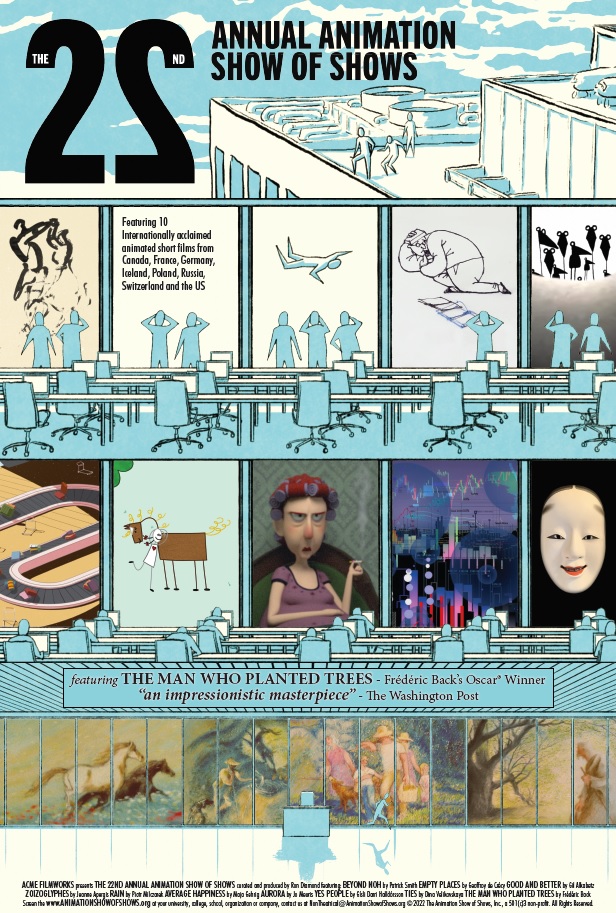 THE 22 ND
ANNUAL ANIMATION
SHOW OF SHOWS
Featuring 10
Internationally acclaimed
animated short films from
Canada, France, Germany,
Iceland, Poland, Russia,
Switzerland and the US
featuring THE MAN WHO PLANTED TREES - Frédéric Back's Oscar® Winner
"an impressionistic masterpiece" - The Washington Post
ACME FILMWORKS presents THE 22ND ANNUAL ANIMATION SHOW OF SHOWS curated and produced by Ron Diamond featuring BEYOND NOH by Patrick Smith EMPTY PLACES by Geoffroy de Crécy GOOD AND BETTER by Gil Alkabetz
ZOIZOGLYPHES by Jeanne Apergis RAIN by Piotr Milczarek AVERAGE HAPPINESS by Maja Gehrig AURORA by Jo Meuris YES PEOPLE by Gísli Darri Halldórsson TIES by Dina Velikovskaya THE MAN WHO PLANTED TREES by Frédéric Back
Screen the www.ANIMATIONSHOWOFSHOWS.org at your university, college, school, organization or company, contact us at NonTheatrical@AnimationShowofShows.com © 2022 The Animation Show of Shows, Inc., a 501(c)3 non-profit. All Rights Reserved.